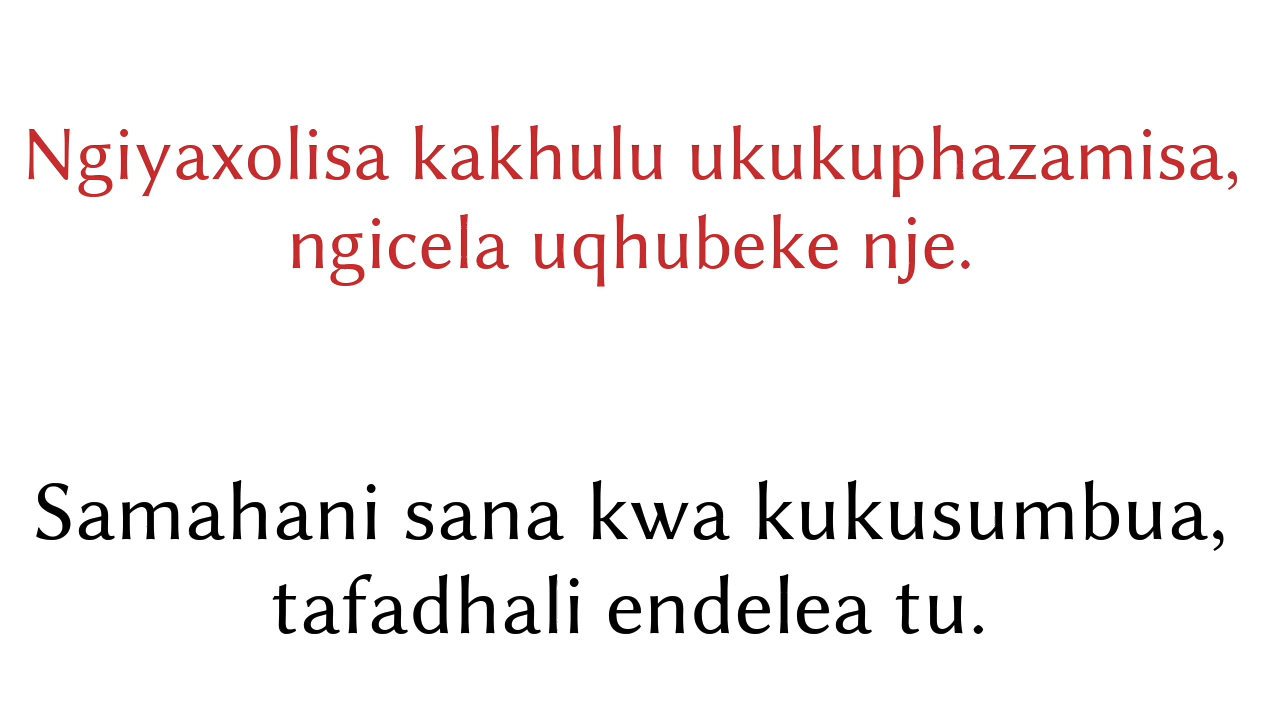 Ngiyaxolisa kakhulu ukukuphazamisa,
ngicela uqhubeke nje.
Samahani sana kwa kukusumbua,
tafadhali endelea tu.